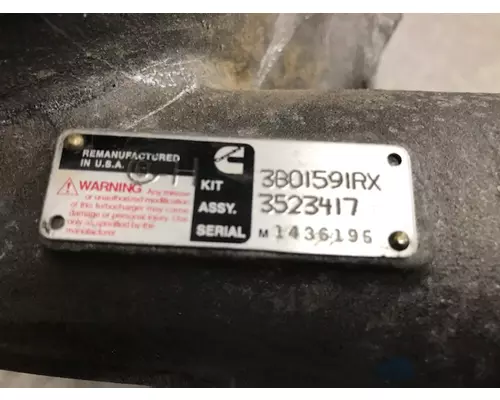 REMANUFACTURED
IN U.S.A.
H
WARNING Any misuse
or unauthorized modification
of this turbocharger may cause
damage or personal injury. Use
only as specified by the
manufacturer.
KIT 3801591RX
ASSY. 3523417
SERIAL M 1436196